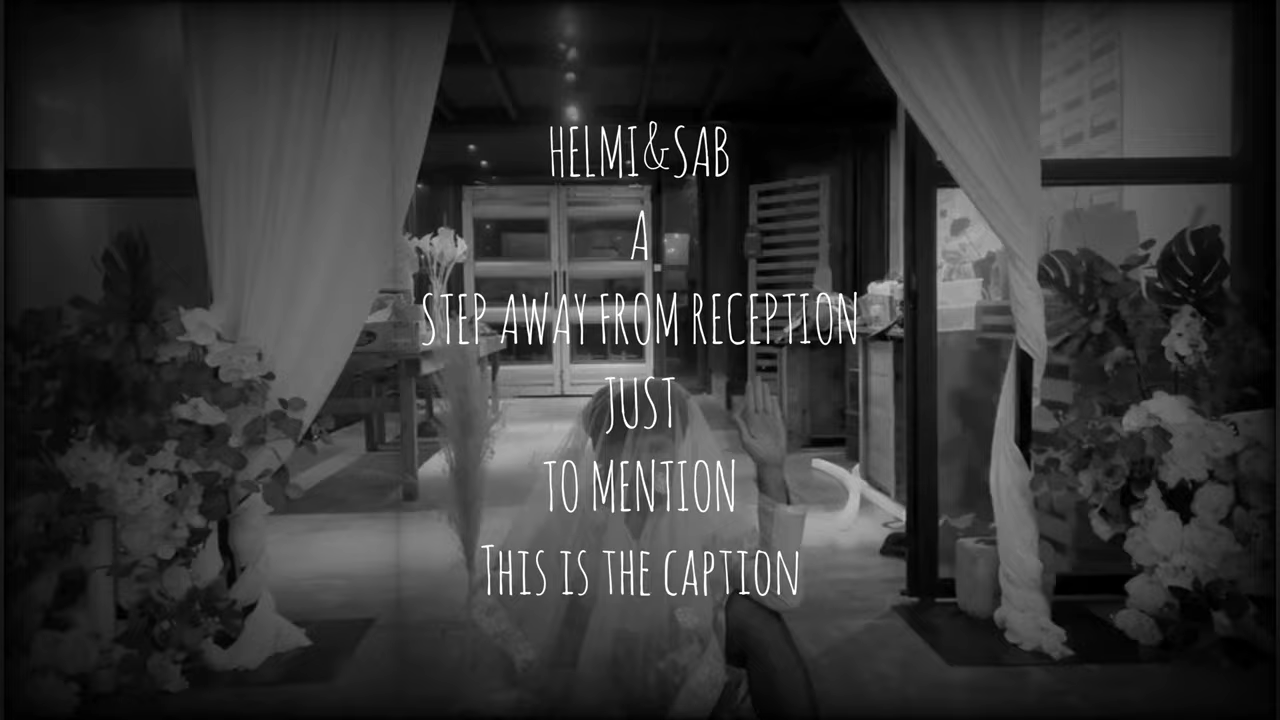 HELMI&SAB
A
STEP AWAY FROM RECEPTION
JUST
TO MENTION
THIS IS THE CAPTION